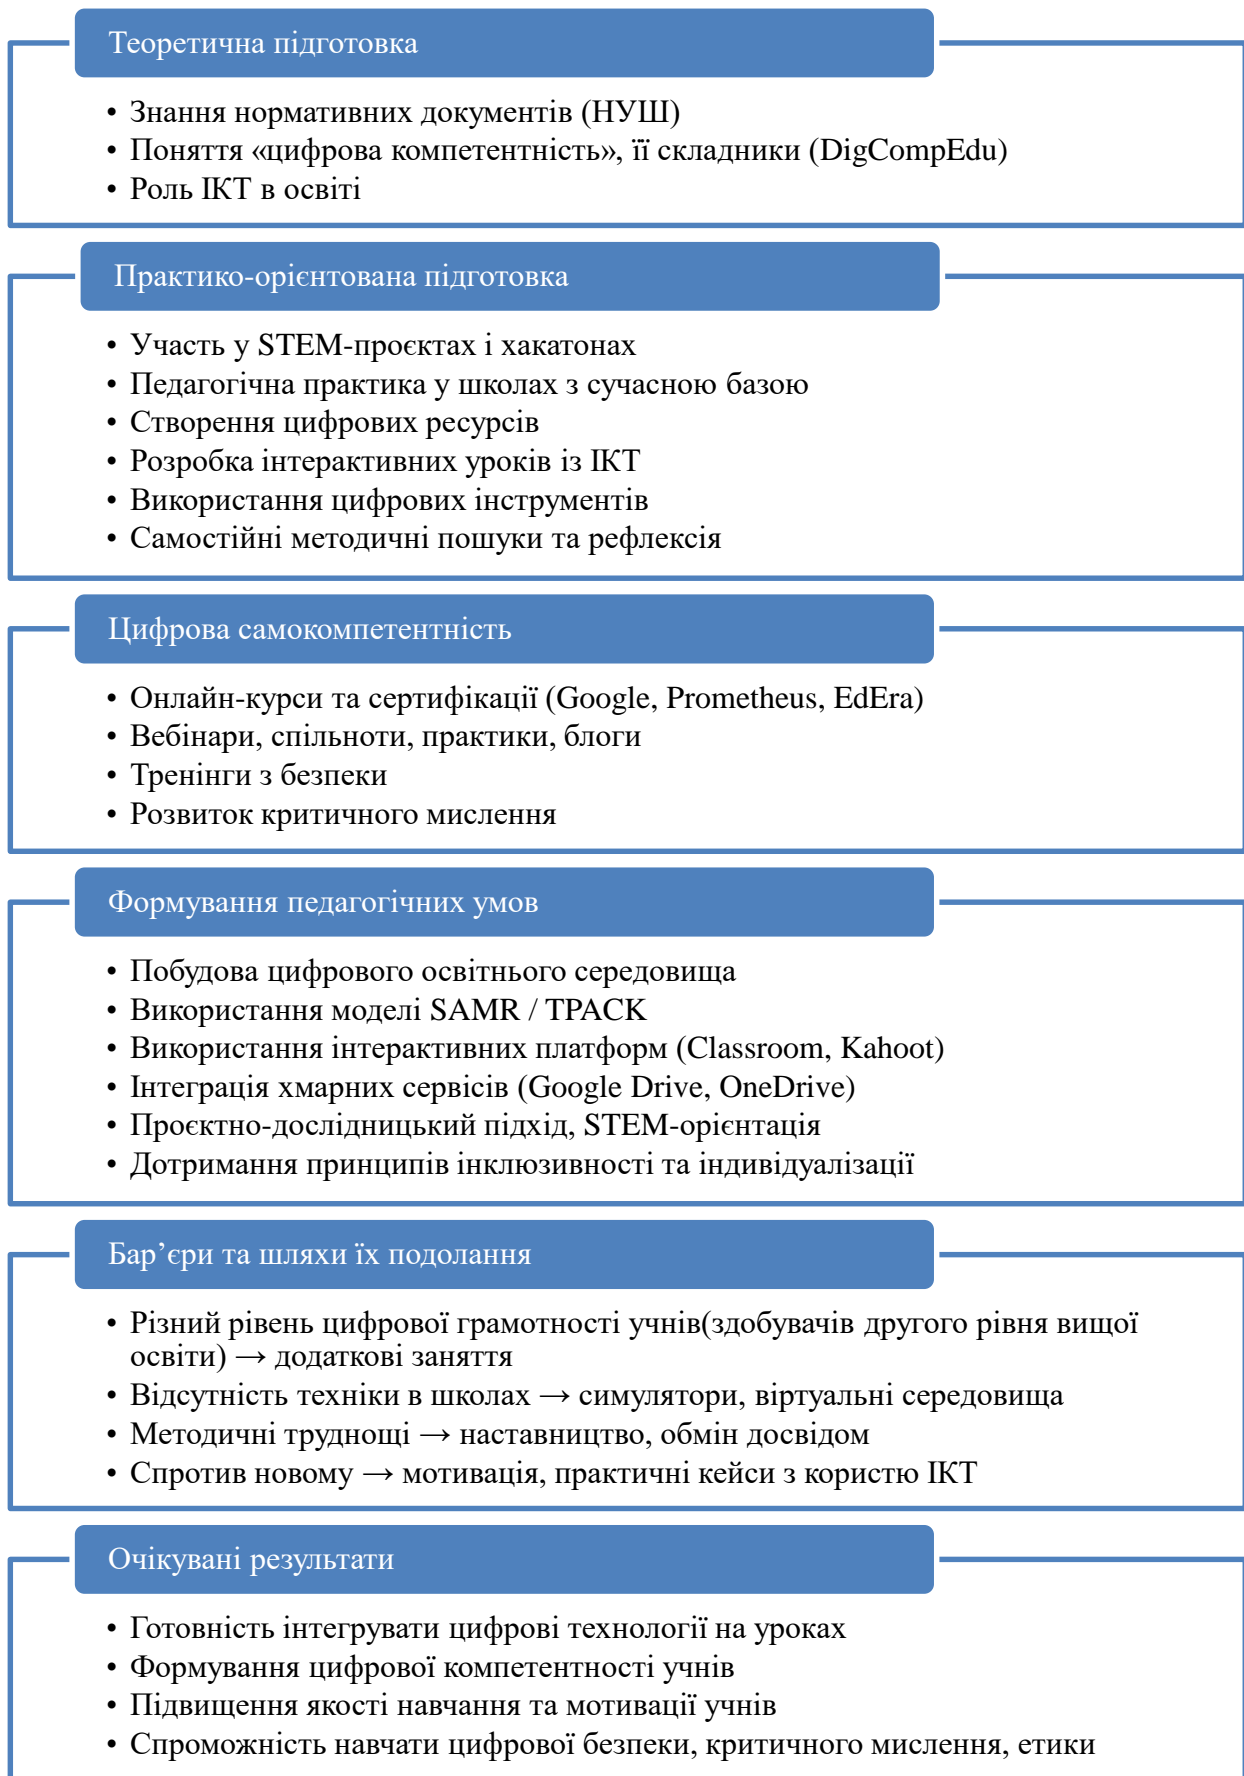 Теоретична підготовка
• Знання нормативних документів (НУШ)
• Поняття «цифрова компетентність», її складники (DigCompEdu)
• Роль ІКТ в освіті
Практико-орієнтована підготовка
• Участь у STEM-проєктах і хакатонах
• Педагогічна практика у школах з сучасною базою
• Створення цифрових ресурсів
• Розробка інтерактивних уроків із ІКТ
• Використання цифрових інструментів
• Самостійні методичні пошуки та рефлексія
Цифрова самокомпетентність
• Онлайн-курси та сертифікації (Google, Prometheus, EdEra)
• Вебінари, спільноти, практики, блоги
• Тренінги з безпеки
• Розвиток критичного мислення
Формування педагогічних умов
• Побудова цифрового освітнього середовища
• Використання моделі SAMR / TPACK
• Використання інтерактивних платформ (Classroom, Kahoot)
• Інтеграція хмарних сервісів (Google Drive, OneDrive)
• Проєктно-дослідницький підхід, STEM-орієнтація
• Дотримання принципів інклюзивності та індивідуалізації
Бар’єри та шляхи їх подолання
• Різний рівень цифрової грамотності учнів(здобувачів другого рівня вищої
освіти) → додаткові заняття
• Відсутність техніки в школах → симулятори, віртуальні середовища
• Методичні труднощі → наставництво, обмін досвідом
• Спротив новому → мотивація, практичні кейси з користю ІКТ
Очікувані результати
• Готовність інтегрувати цифрові технології на уроках
• Формування цифрової компетентності учнів
• Підвищення якості навчання та мотивації учнів
• Спроможність навчати цифрової безпеки, критичного мислення, етики